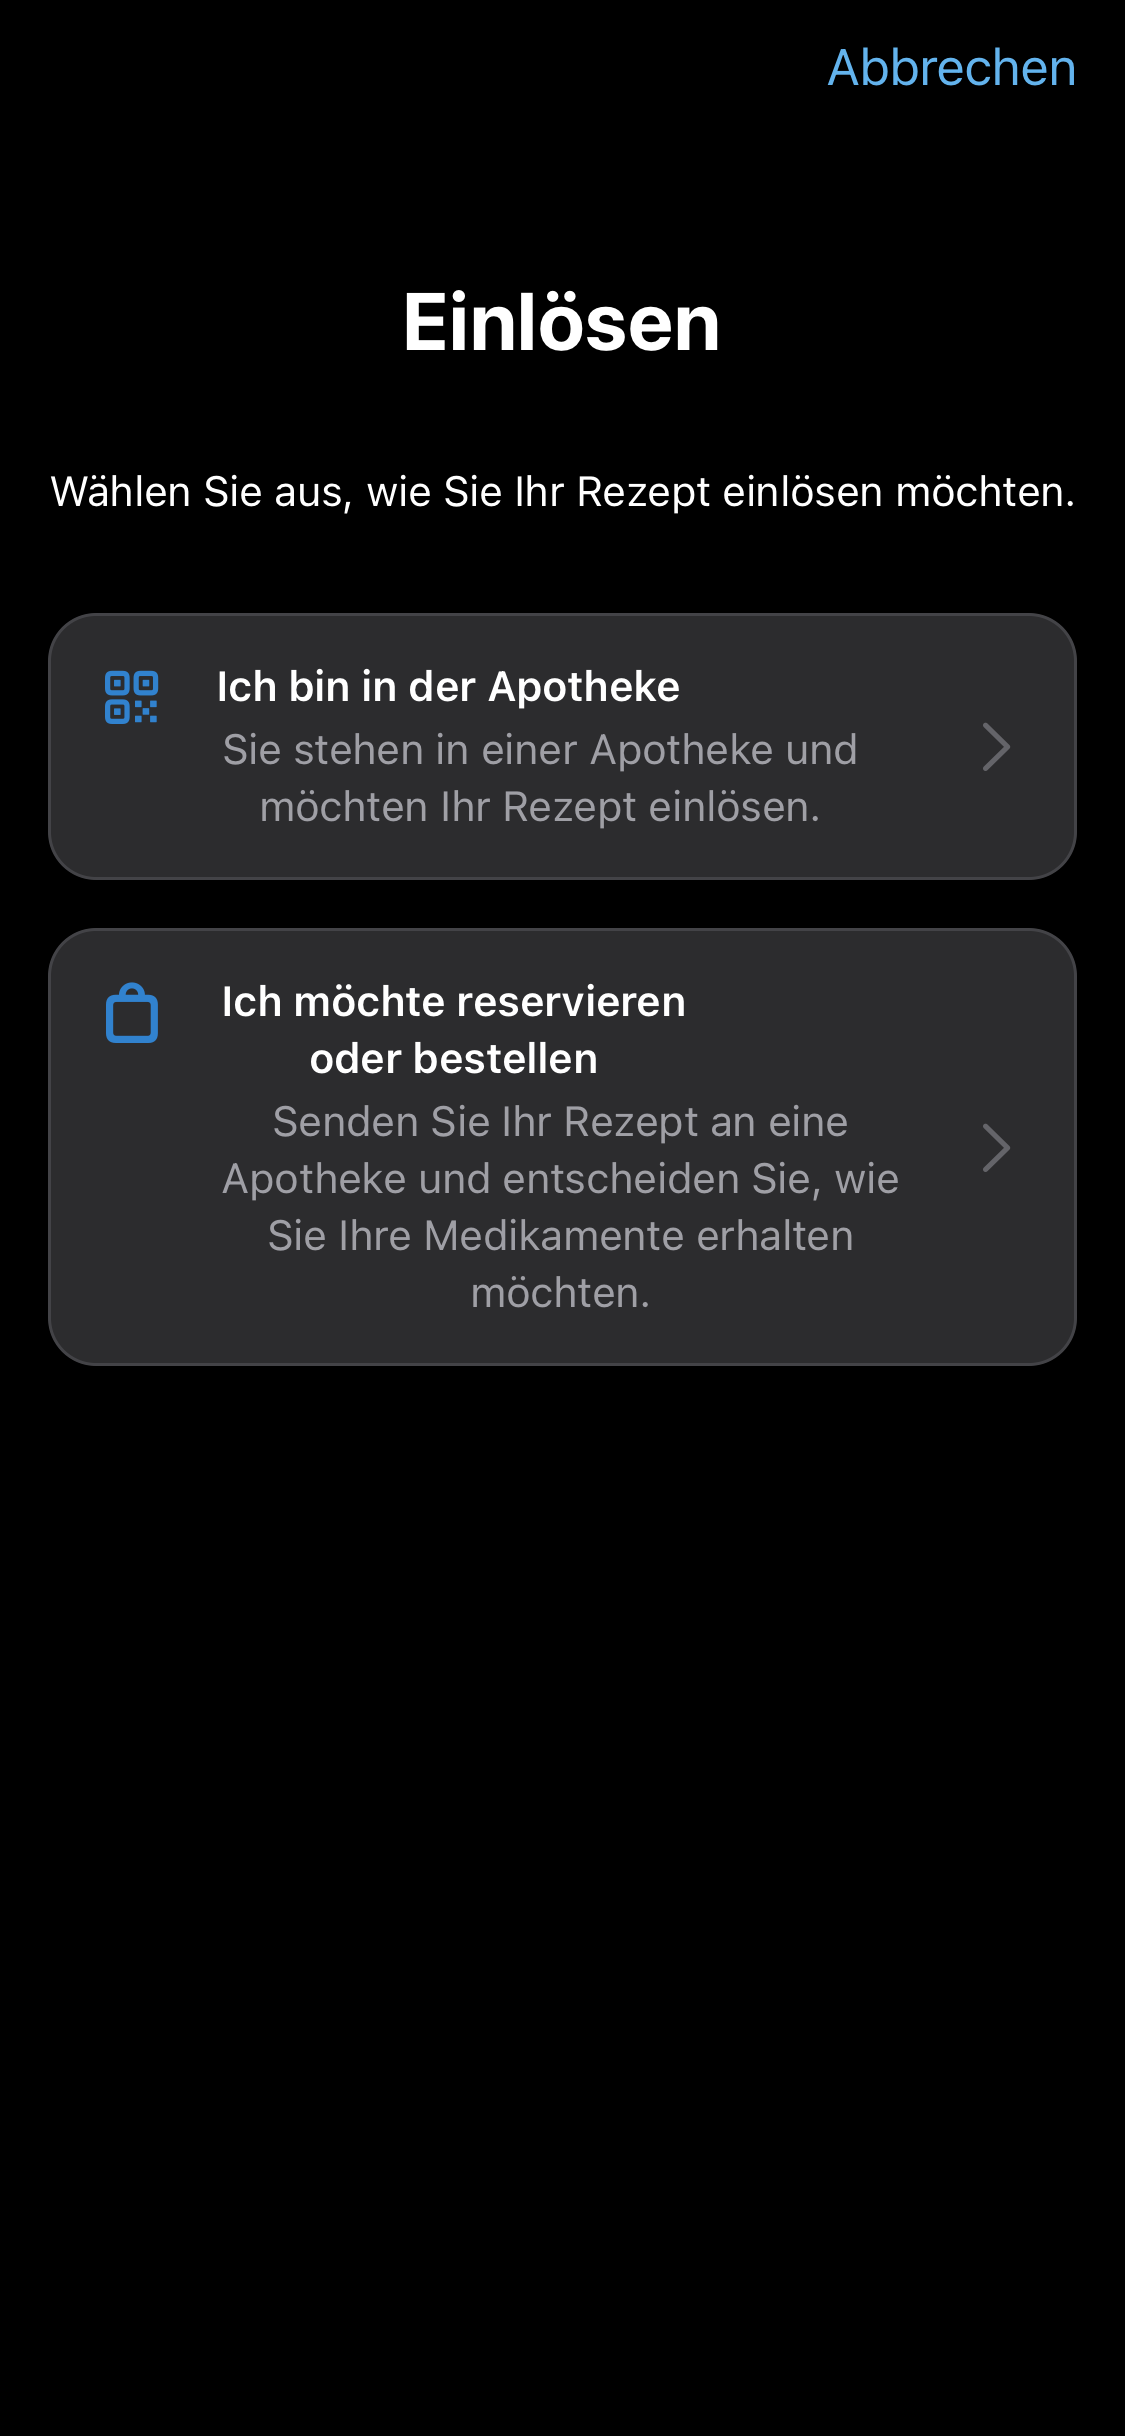 Abbrechen
Einlösen
Wählen Sie aus, wie Sie Ihr Rezept einlösen möchten.
Ich bin in der Apotheke
Sie stehen in einer Apotheke und
möchten Ihr Rezept einlösen.
Ich möchte reservieren
oder bestellen
Senden Sie Ihr Rezept an eine
Apotheke und entscheiden Sie, wie
Sie Ihre Medikamente erhalten
möchten.